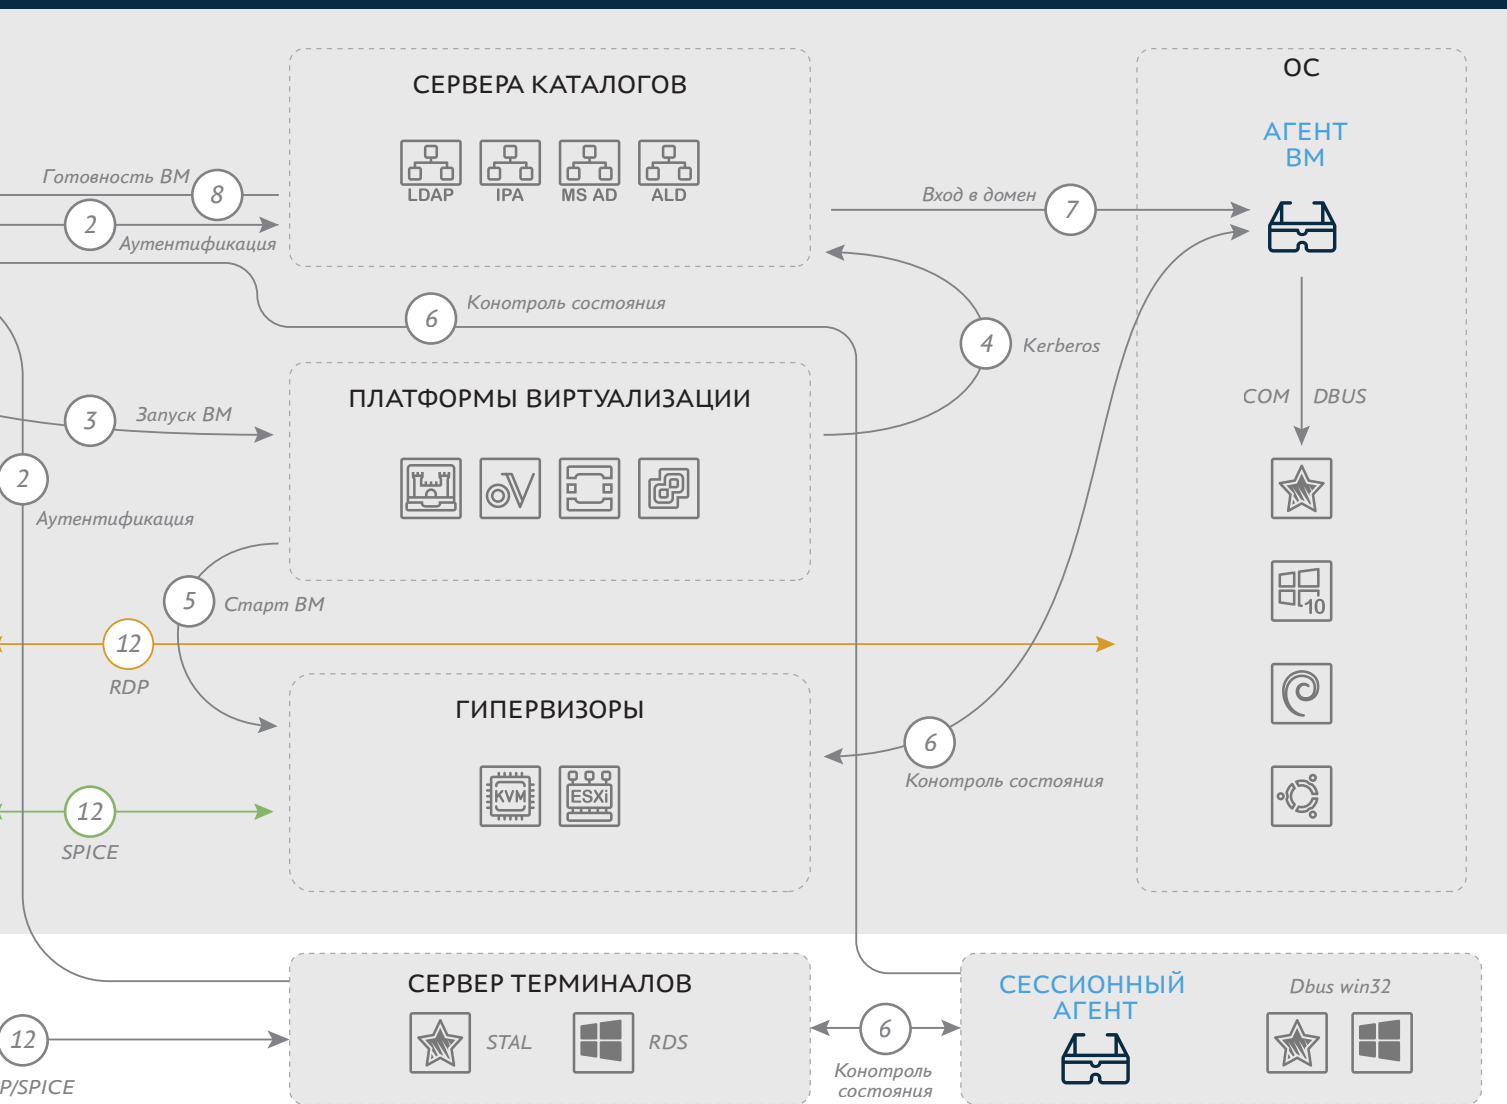 СЕРВЕРА КАТАЛОГОВ
LDAP
IPA
MS AD
ALD
ОС
АГЕНТ
ВМ
Готовность ВМ
8
2
Аутентификация
Вход в домен
7
6
Конотроль состояния
4
Kerberos
COM
DBUS
ПЛАТФОРМЫ ВИРТУАЛИЗАЦИИ
3
Запуск ВМ
oV
2
Аутентификация
5
Старт ВМ
10
12
RDP
ГИПЕРВИЗОРЫ
KVM
ESXi
6
Конотроль состояния
12
SPICE
СЕРВЕР ТЕРМИНАЛОВ
STAL
RDS
12
P/SPICE
6
Конотроль
состояния
СЕССИОННЫЙ
АГЕНТ
Dbus win32